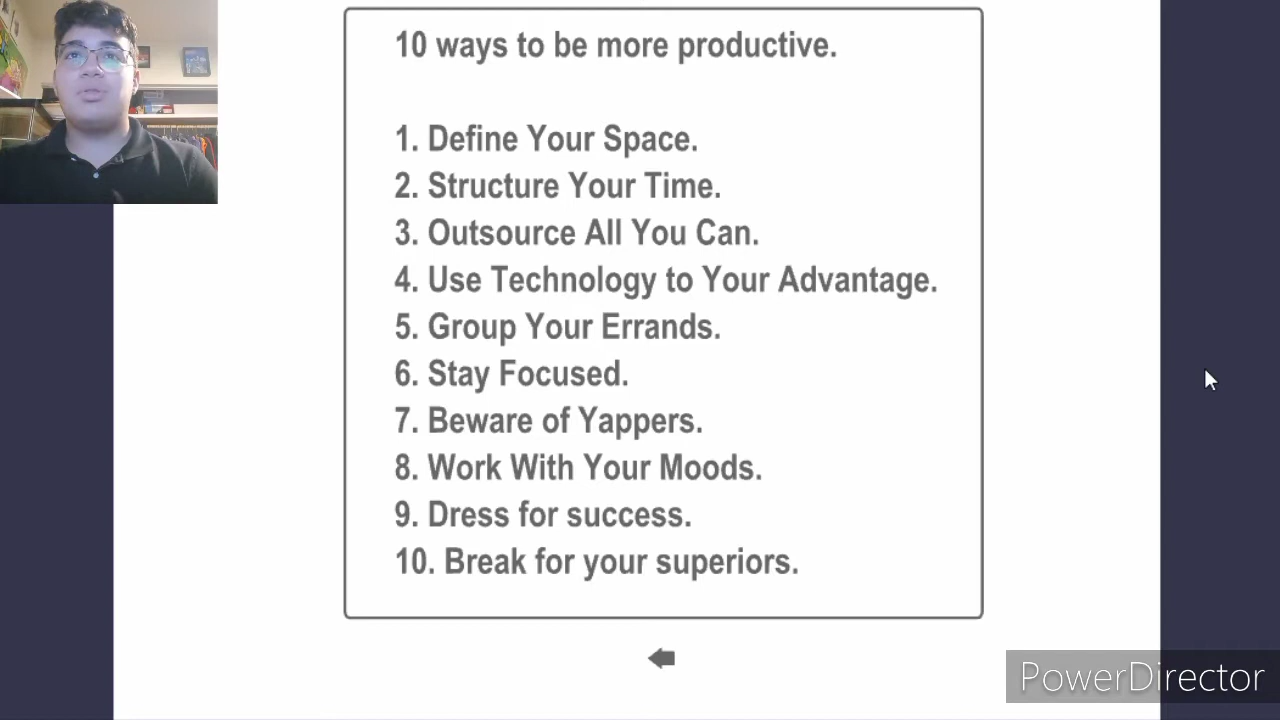 10 ways to be more productive.
1. Define Your Space.
2. Structure Your Time.
3. Outsource All You Can.
4. Use Technology to Your Advantage.
5. Group Your Errands.
6. Stay Focused.
7. Beware of Yappers.
8. Work With Your Moods.
9. Dress for success.
10. Break for your superiors.
PowerDirector